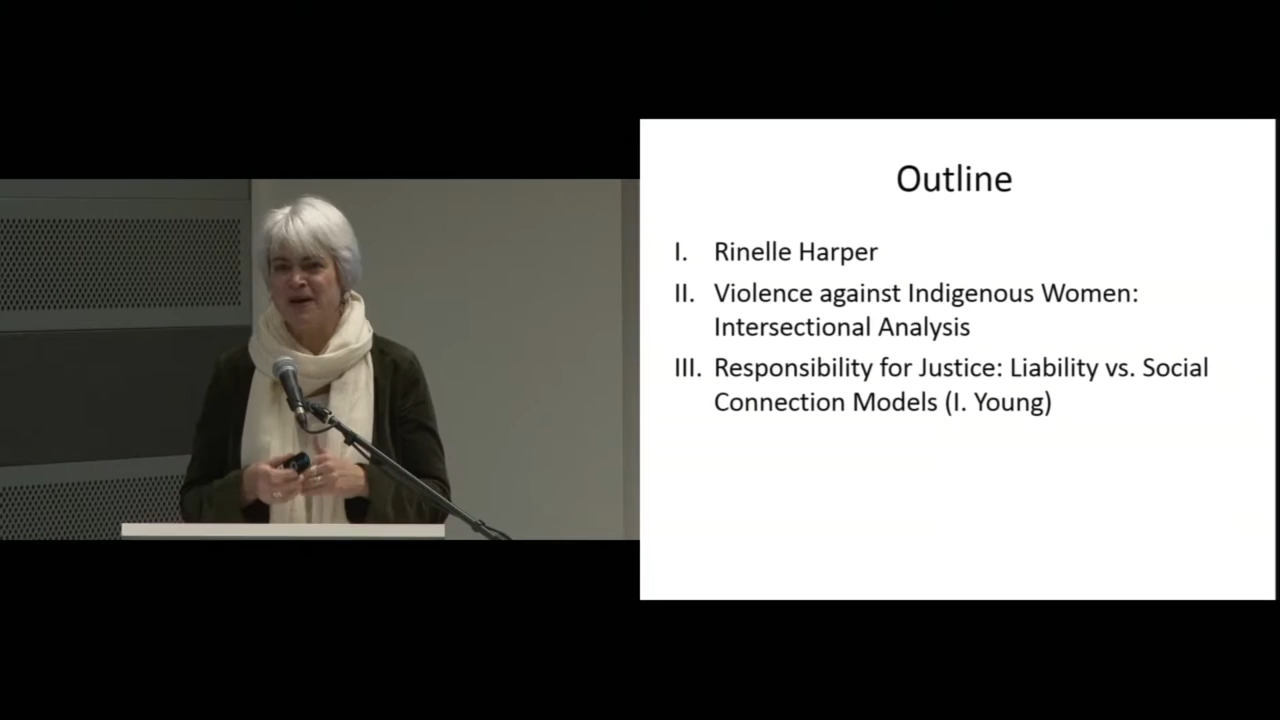 Outline
I. Rinelle Harper
II. Violence against Indigenous Women:
Intersectional Analysis
III. Responsibility for Justice: Liability vs. Social
Connection Models (I. Young)